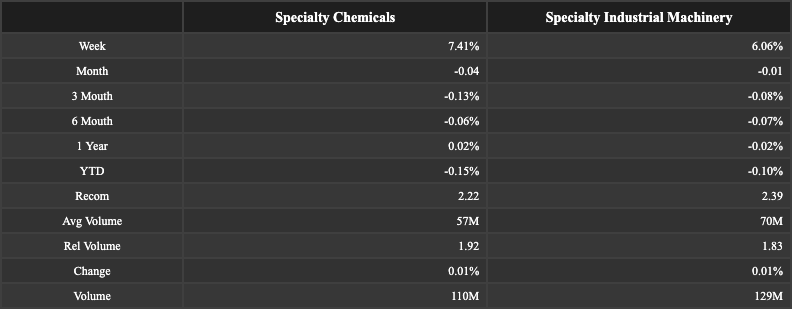 Specialty Chemicals Specialty Industrial Machinery
Week 7.41% 6.06%
Month -0.04 -0.01
3 Mouth -0.13% -0.08%
6 Mouth -0.06% -0.07%
1 Year 0.02% -0.02%
YTD -0.15% -0.10%
Recom 2.22 2.39
Avg Volume 57M 70M
Rel Volume 1.92 1.83
Change 0.01% 0.01%
Volume 110M 129M